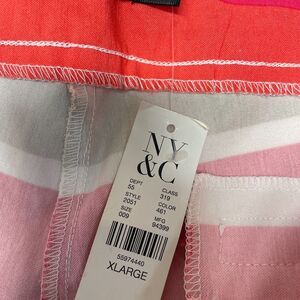 NY
&C
DEPT CLASS
55 319
STYLE COLOR
2051 461
SIZE MFG
009 94399
55974440
XLARGE